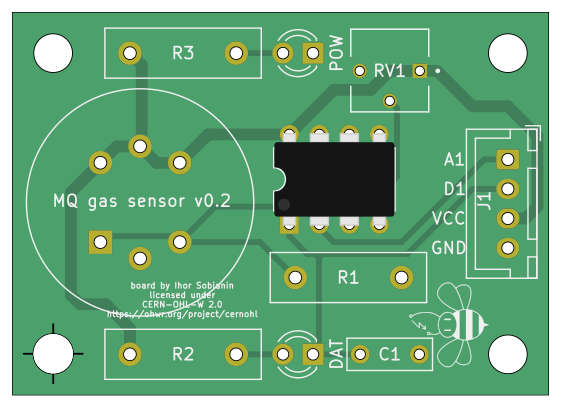 R3
POW
RV1
A1
D1
VCC
GND
J1
MQ gas sensor v0.2
R1
board by Ihor Sobianin
licensed under
CERN-OHL-W 2.0
https://ohwr.org/project/cernohl
R2
DAT
C1